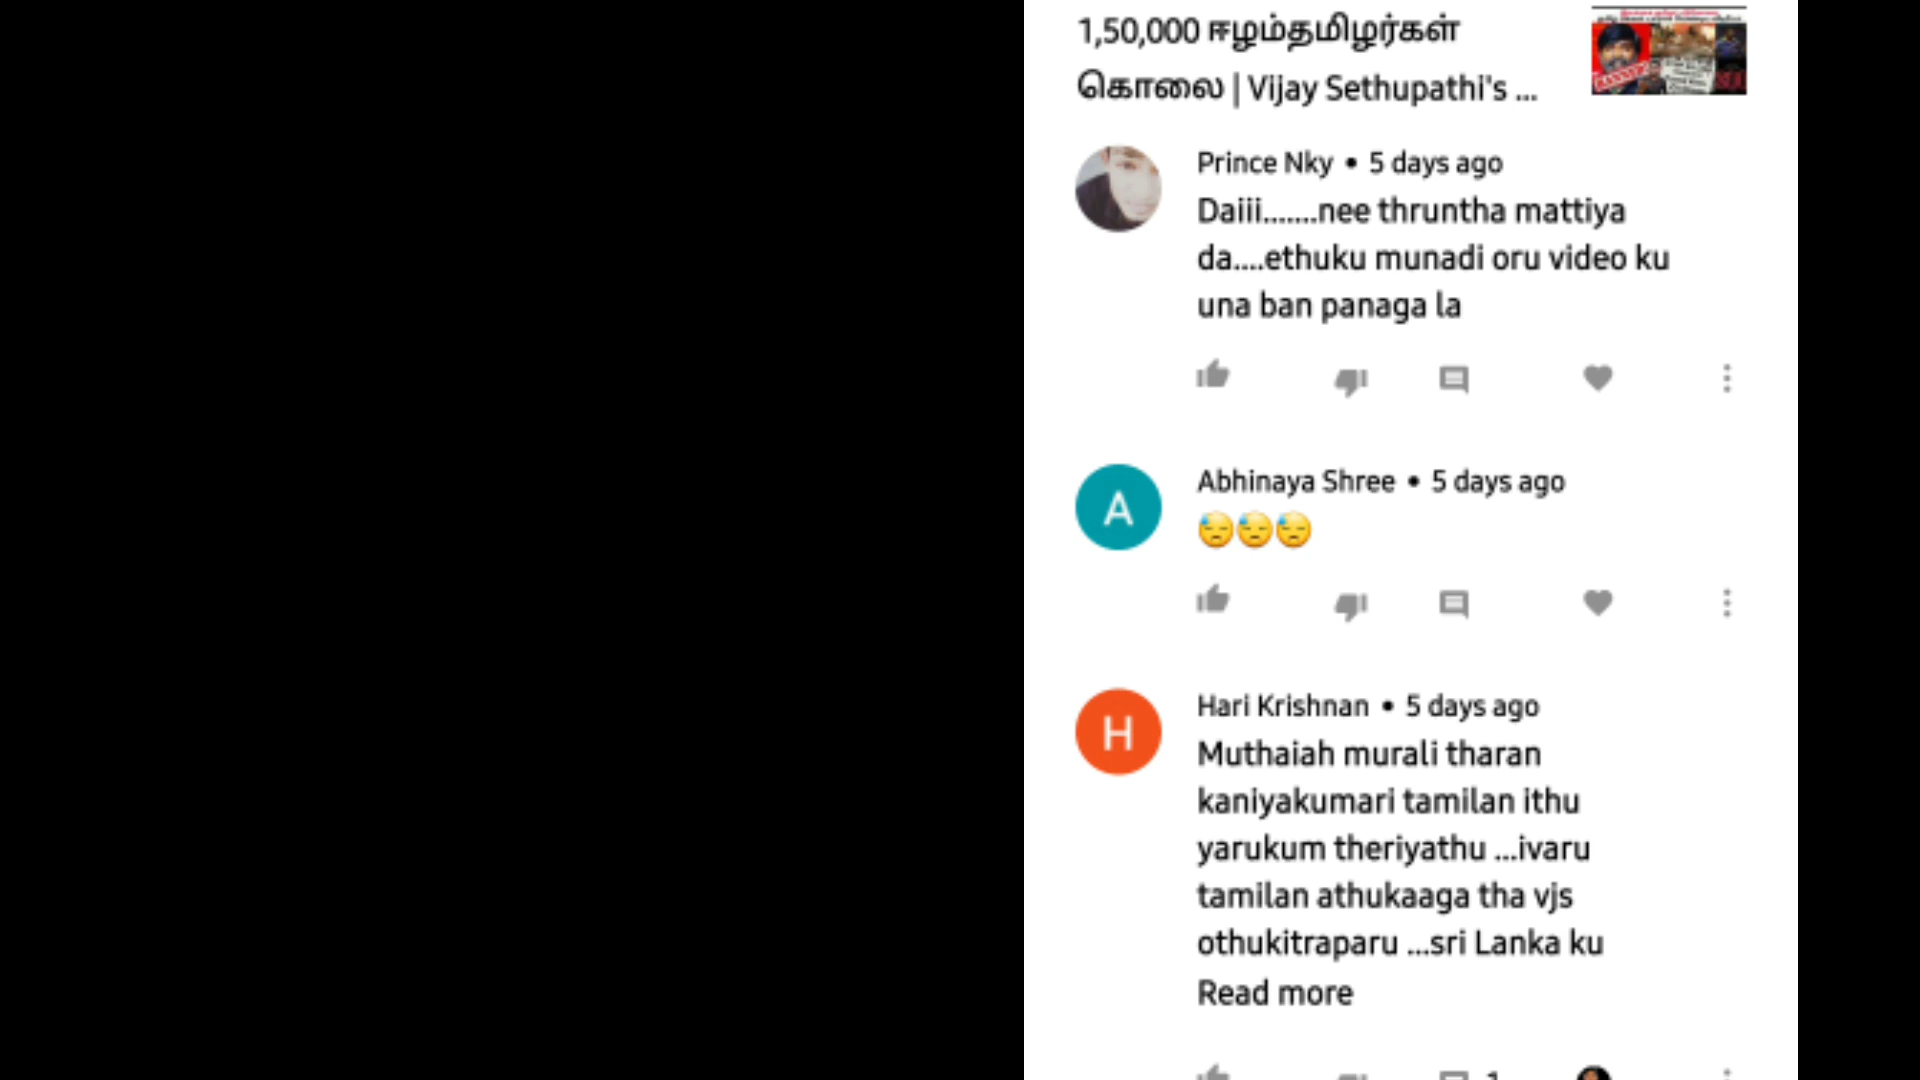 1,50,000 ஈழம்தமிழர்கள்
கொலை | Vijay Sethupathi's ...
Prince Nky • 5 days ago
Daiii.......nee thruntha mattiya
da....ethuku munadi oru video ku
una ban panaga la
A
Abhinaya Shree • 5 days ago
😓😓😓
H
Hari Krishnan • 5 days ago
Muthaiah murali tharan
kaniyakumari tamilan ithu
yarukum theriyathu ...ivaru
tamilan athukaaga tha vjs
othukitraparu ...sri Lanka ku
Read more